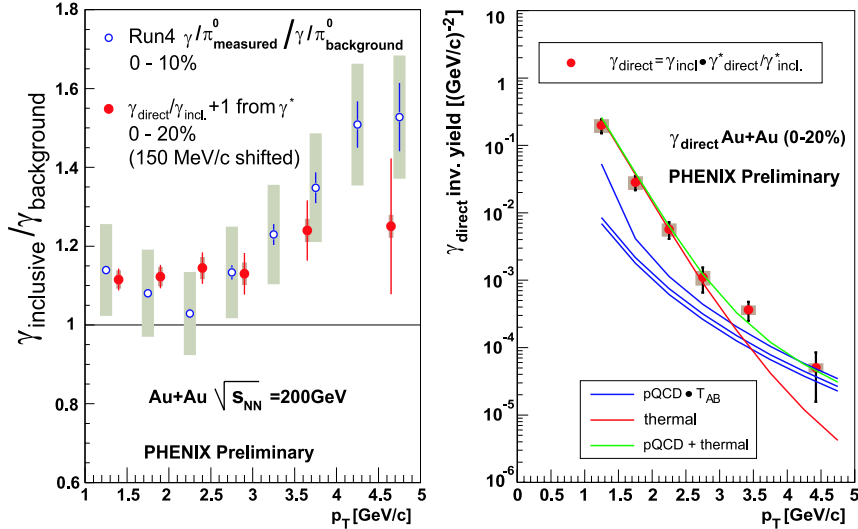 γinclusive/γbackground
1.6
1.4
1.2
1
0.8
0.6
Run4 γ/π⁰measured/γ/π⁰background
0 - 10%
γdirect/γincl.+1 from γ*
0 - 20%
(150 MeV/c shifted)
Au+Au √sNN=200GeV
PHENIX Preliminary
1 1.5 2 2.5 3 3.5 4 4.5 5
pT [GeV/c]
γdirect inv. yield [(GeV/c)⁻²]
10
1
10⁻¹
10⁻²
10⁻³
10⁻⁴
10⁻⁵
10⁻⁶
γdirect=γincl•γ*direct/γ*incl.
γdirect Au+Au (0-20%)
PHENIX Preliminary
pQCD • TAB
thermal
pQCD + thermal
0 0.5 1 1.5 2 2.5 3 3.5 4 4.5 5
pT [GeV/c]